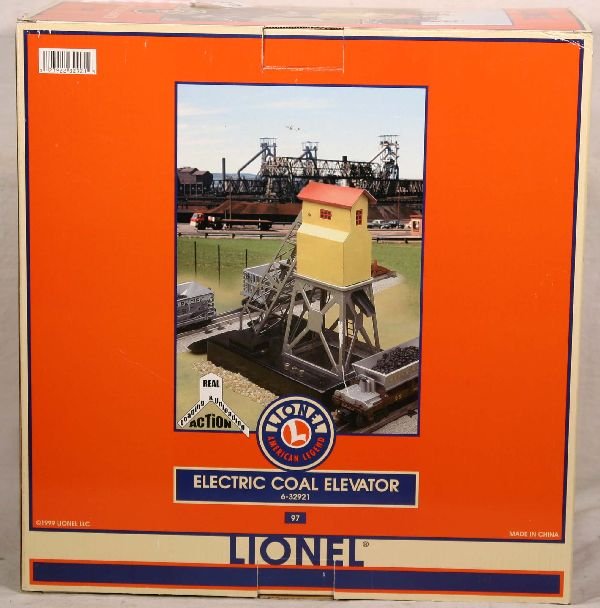 REAL
Loading & Unloading
ACTION
LIONEL
L
AMERICAN LEGEND
ELECTRIC COAL ELEVATOR
6-32921
97
©1999 LIONEL LLC
MADE IN CHINA
LIONEL®